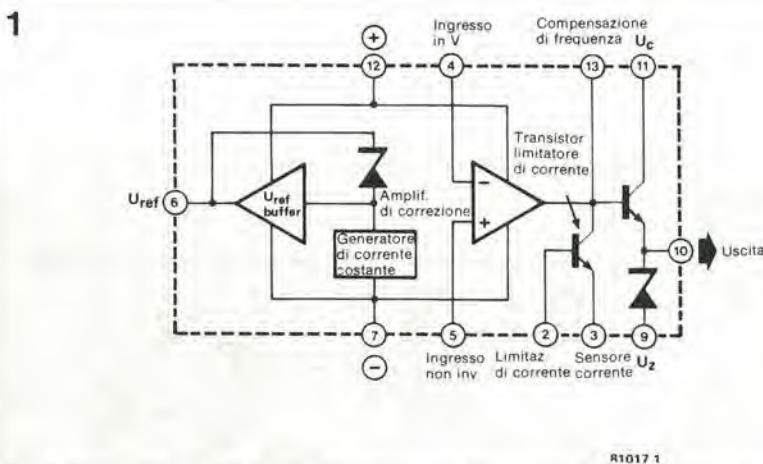 1
Ingresso
in V
Compensazione
di frequenza
Uc
+
12
4
13
11
Transistor
limitatore
di corrente
Uref
6
Uref
buffer
Amplif.
di correzione
Generatore
di corrente
costante
−
+
10
Uscita
7
5
2
3
9
−
Ingresso
non inv.
Limitaz
di corrente
Sensore
corrente
Uz
81017 1